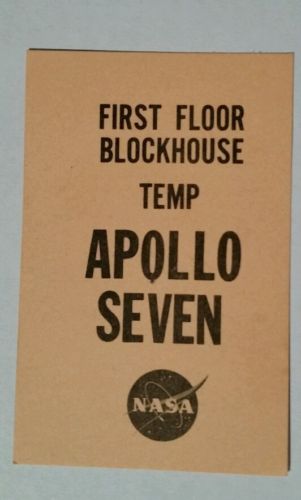 FIRST FLOOR
BLOCKHOUSE
TEMP
APOLLO
SEVEN
NASA